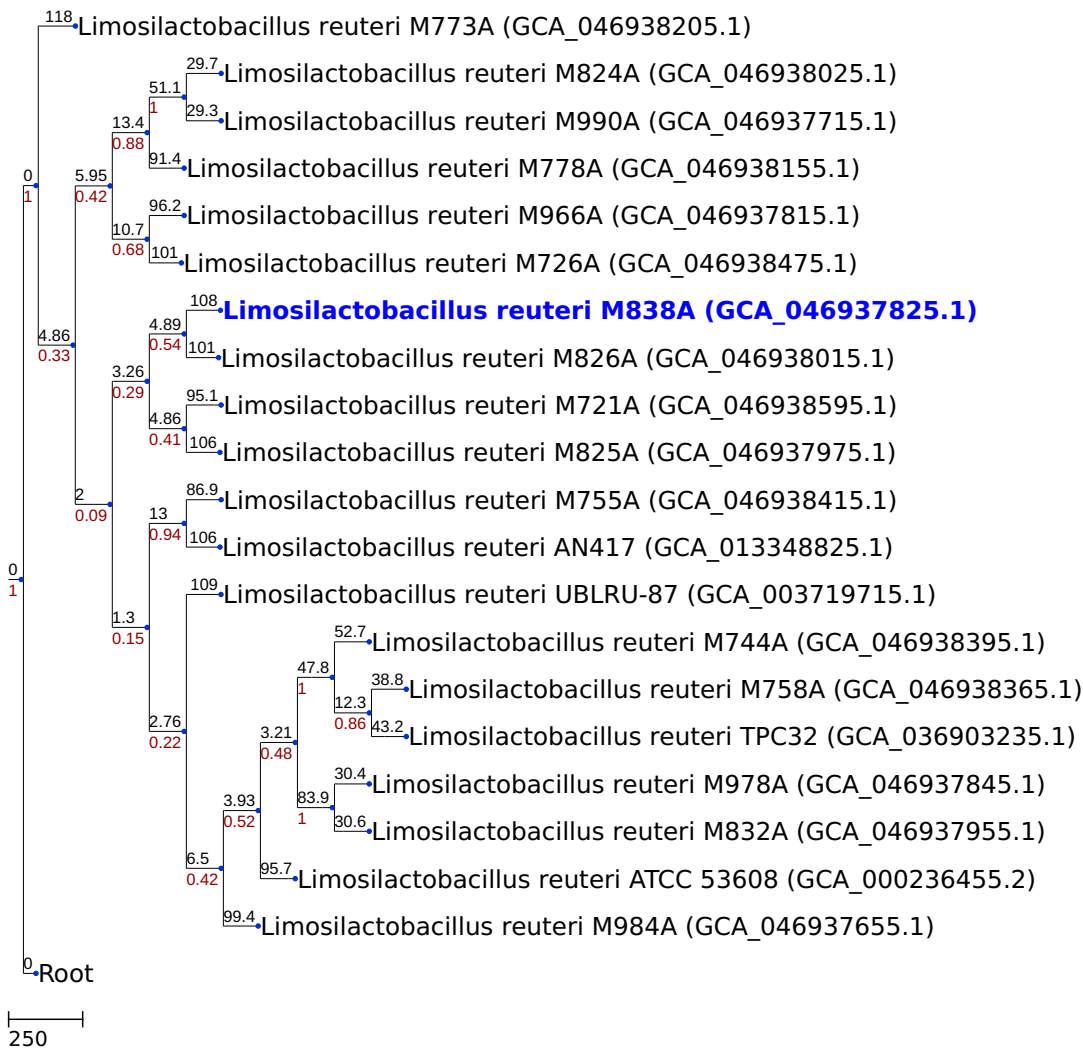 118
Limosilactobacillus reuteri M773A (GCA_046938205.1)
29.7
Limosilactobacillus reuteri M824A (GCA_046938025.1)
51.1
1
29.3
Limosilactobacillus reuteri M990A (GCA_046937715.1)
13.4
0.88
91.4
Limosilactobacillus reuteri M778A (GCA_046938155.1)
0
1
5.95
0.42
96.2
Limosilactobacillus reuteri M966A (GCA_046937815.1)
10.7
0.68
101
Limosilactobacillus reuteri M726A (GCA_046938475.1)
108
Limosilactobacillus reuteri M838A (GCA_046937825.1)
4.89
0.54
4.86
0.33
101
Limosilactobacillus reuteri M826A (GCA_046938015.1)
3.26
0.29
95.1
Limosilactobacillus reuteri M721A (GCA_046938595.1)
4.86
0.41
106
Limosilactobacillus reuteri M825A (GCA_046937975.1)
2
0.09
86.9
Limosilactobacillus reuteri M755A (GCA_046938415.1)
13
0.94
106
Limosilactobacillus reuteri AN417 (GCA_013348825.1)
0
1
109
Limosilactobacillus reuteri UBLRU-87 (GCA_003719715.1)
1.3
0.15
52.7
Limosilactobacillus reuteri M744A (GCA_046938395.1)
47.8
1
38.8
Limosilactobacillus reuteri M758A (GCA_046938365.1)
12.3
0.86
43.2
Limosilactobacillus reuteri TPC32 (GCA_036903235.1)
2.76
0.22
3.21
0.48
30.4
Limosilactobacillus reuteri M978A (GCA_046937845.1)
83.9
1
3.93
0.52
30.6
Limosilactobacillus reuteri M832A (GCA_046937955.1)
6.5
0.42
95.7
Limosilactobacillus reuteri ATCC 53608 (GCA_000236455.2)
99.4
Limosilactobacillus reuteri M984A (GCA_046937655.1)
0
Root
250